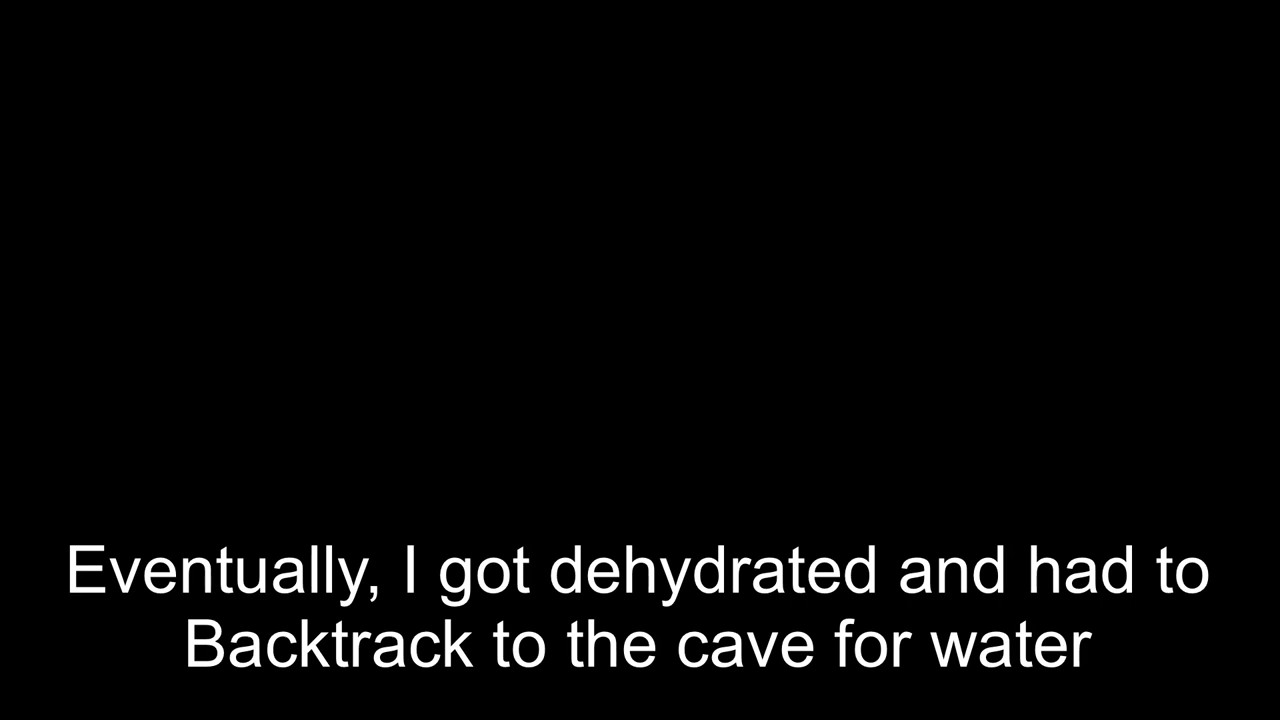 Eventually, I got dehydrated and had to
Backtrack to the cave for water